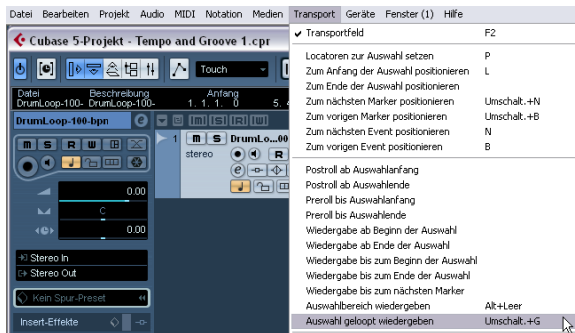 Datei Bearbeiten Projekt Audio MIDI Notation Medien Transport Geräte Fenster (1) Hilfe
Cubase 5-Projekt - Tempo and Groove 1.cpr
Touch
Datei Beschreibung Anfang
DrumLoop-100- DrumLoop-100- 1. 1. 1. 0 5.
DrumLoop-100-bpn
M S R W
0.00
C
0.00
Stereo In
Stereo Out
Kein Spur-Preset
Insert-Effekte
M S R W
1 M S DrumLo...00
stereo R
Transportfeld F2
Locatoren zur Auswahl setzen P
Zum Anfang der Auswahl positionieren L
Zum Ende der Auswahl positionieren
Zum nächsten Marker positionieren Umschalt.+N
Zum vorigen Marker positionieren Umschalt.+B
Zum nächsten Event positionieren N
Zum vorigen Event positionieren B
Postroll ab Auswahlanfang
Postroll ab Auswahlende
Preroll bis Auswahlanfang
Preroll bis Auswahlende
Wiedergabe ab Beginn der Auswahl
Wiedergabe ab Ende der Auswahl
Wiedergabe bis zum Beginn der Auswahl
Wiedergabe bis zum Ende der Auswahl
Wiedergabe bis zum nächsten Marker
Auswahlbereich wiedergeben Alt+Leer
Auswahl geloopt wiedergeben Umschalt.+G